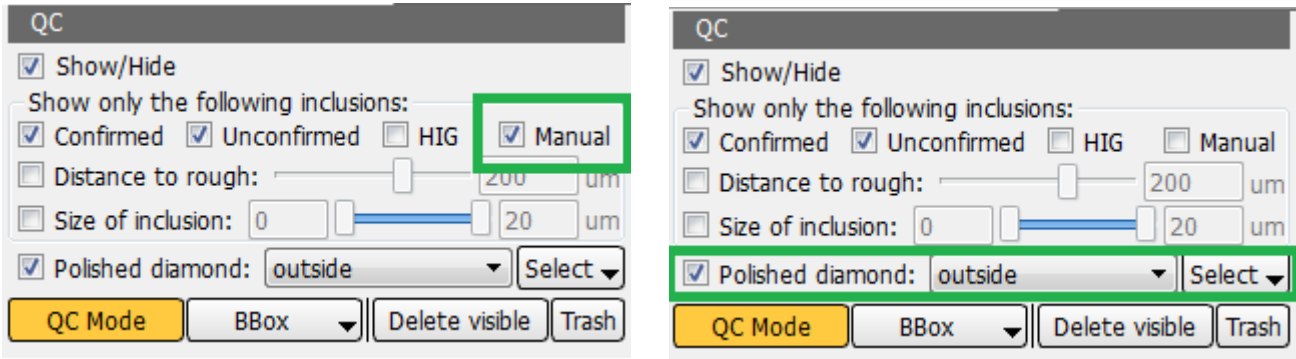 QC
Show/Hide
Show only the following inclusions:
Confirmed Unconfirmed HIG Manual
Distance to rough: 200 um
Size of inclusion: 0 20 um
Polished diamond: outside Select
QC Mode BBox Delete visible Trash
QC
Show/Hide
Show only the following inclusions:
Confirmed Unconfirmed HIG Manual
Distance to rough: 200 um
Size of inclusion: 0 20 um
Polished diamond: outside Select
QC Mode BBox Delete visible Trash